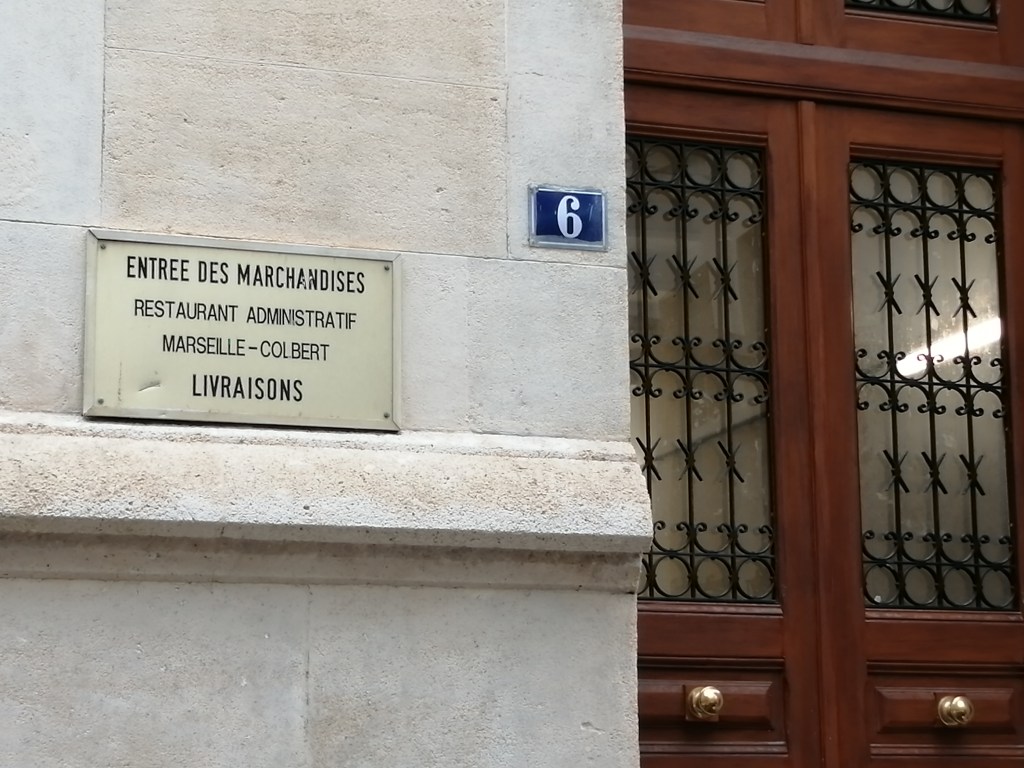 ENTREE DES MARCHANDISES
RESTAURANT ADMINISTRATIF
MARSEILLE-COLBERT
LIVRAISONS
6